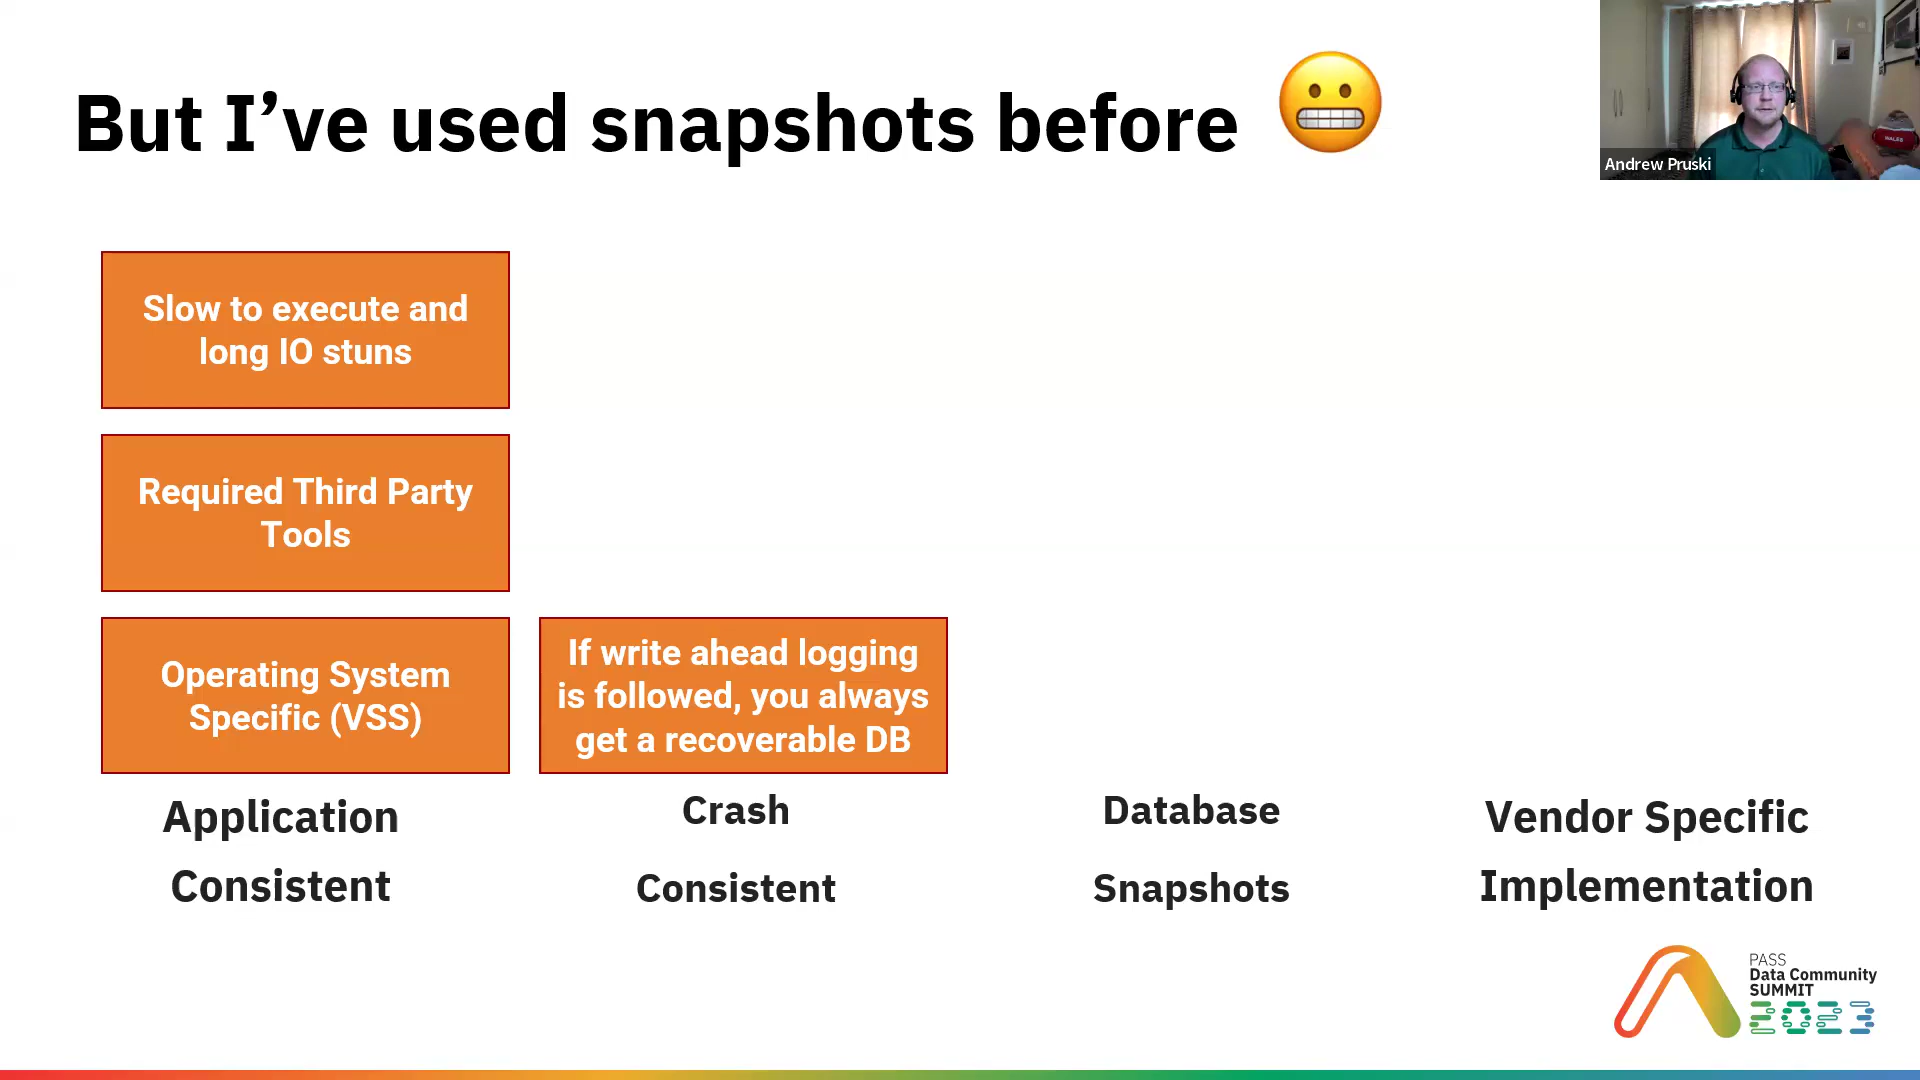 But I’ve used snapshots before
Andrew Pruski
Slow to execute and
long IO stuns
Required Third Party
Tools
Operating System
Specific (VSS)
If write ahead logging
is followed, you always
get a recoverable DB
Application
Consistent
Crash
Consistent
Database
Snapshots
Vendor Specific
Implementation
PASS
Data Community
SUMMIT
2023
WALES